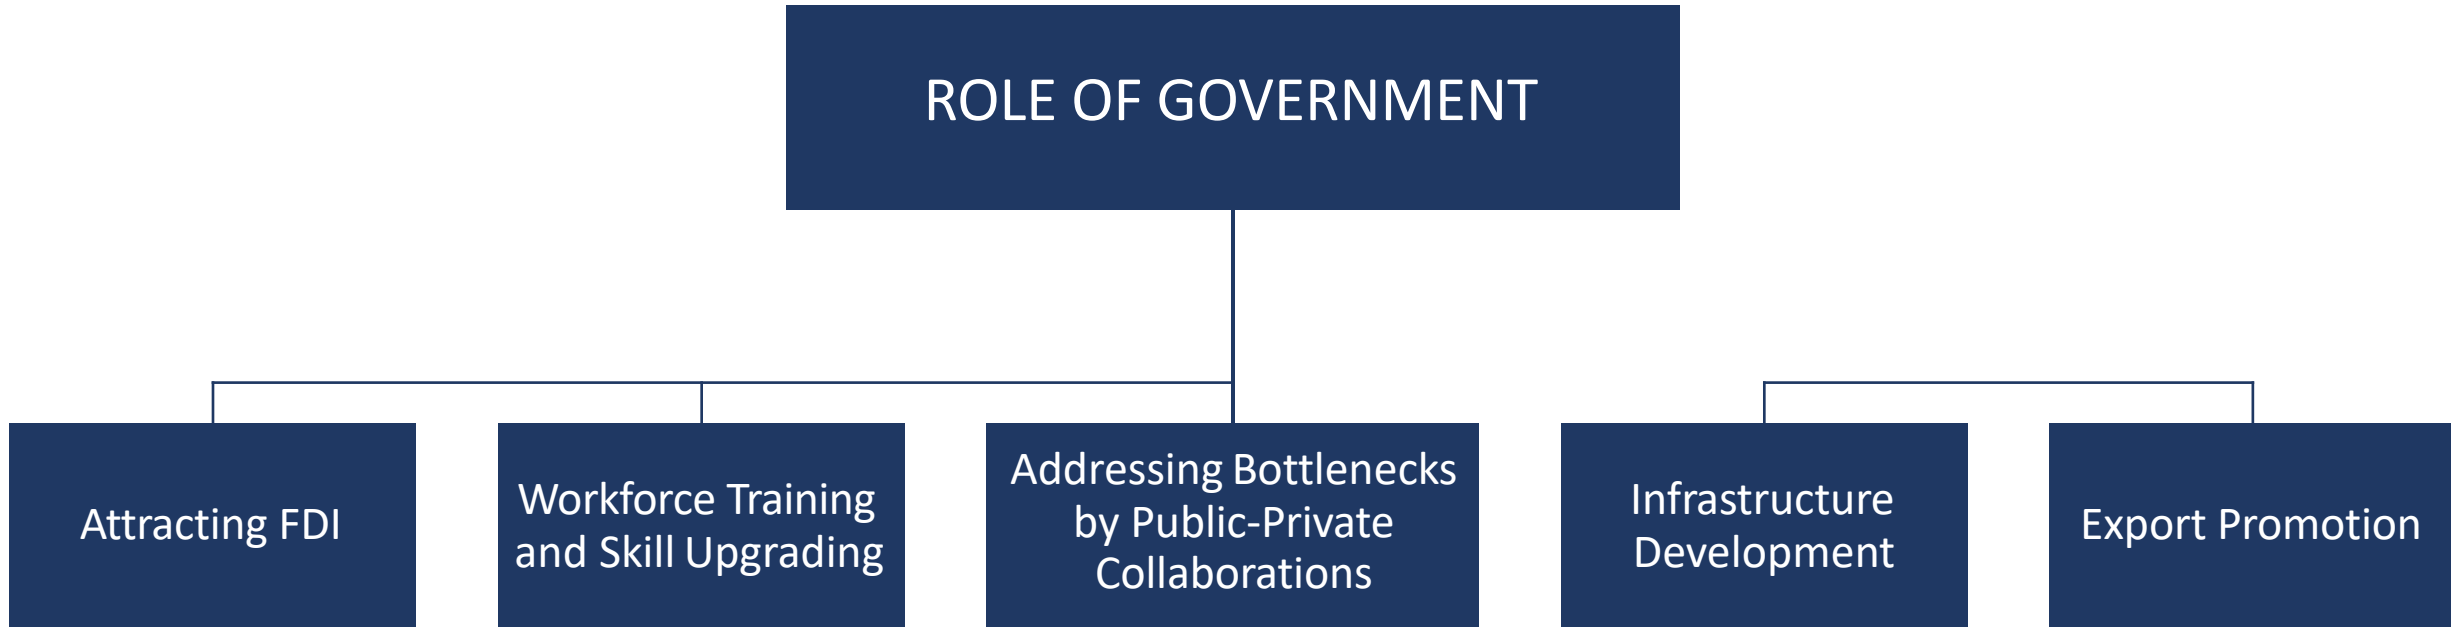 ROLE OF GOVERNMENT
Attracting FDI
Workforce Training
and Skill Upgrading
Addressing Bottlenecks
by Public-Private
Collaborations
Infrastructure
Development
Export Promotion